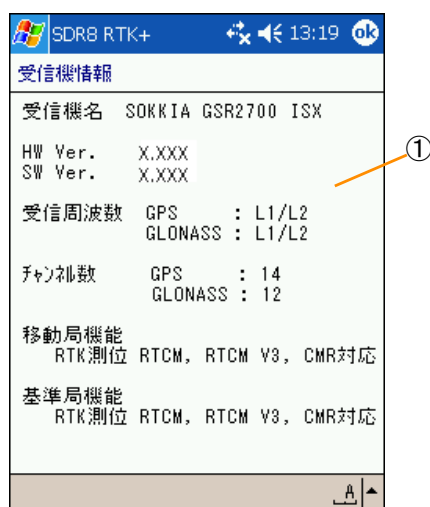 SDR8 RTK+ 13:19 ok
受信機情報
受信機名 SOKKIA GSR2700 ISX
①
HW Ver. X.XXX
SW Ver. X.XXX
受信周波数 GPS : L1/L2
GLONASS : L1/L2
ﾁｬﾝﾈﾙ数 GPS : 14
GLONASS : 12
移動局機能
RTK測位 RTCM, RTCM V3, CMR対応
基準局機能
RTK測位 RTCM, RTCM V3, CMR対応
A